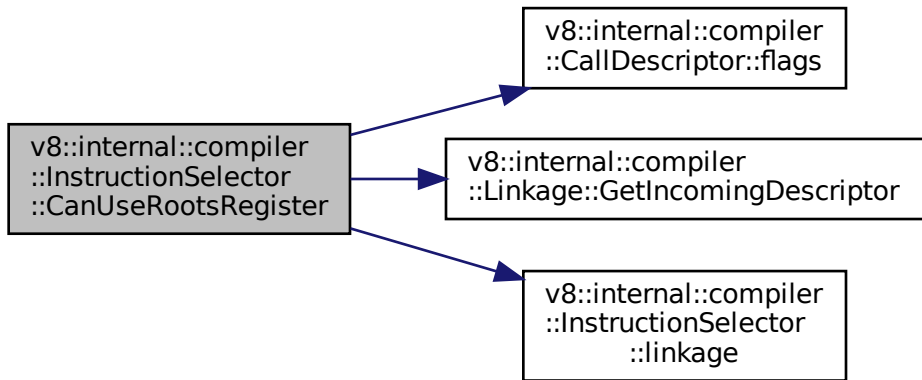 v8::internal::compiler
::InstructionSelector
::CanUseRootsRegister
v8::internal::compiler
::CallDescriptor::flags
v8::internal::compiler
::Linkage::GetIncomingDescriptor
v8::internal::compiler
::InstructionSelector
::linkage